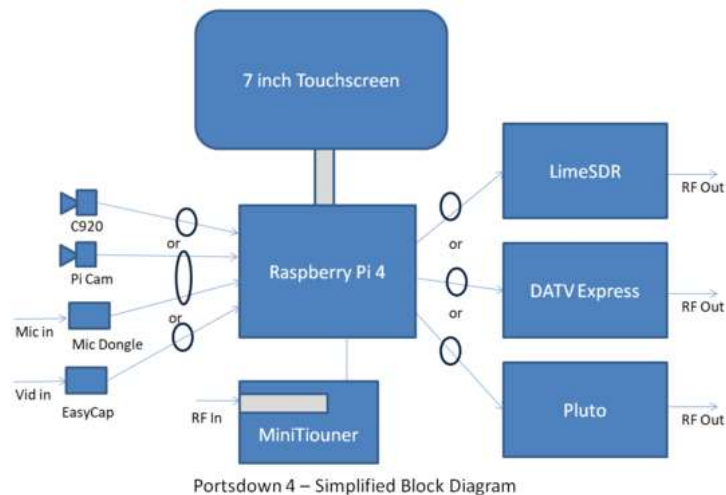 7 inch Touchscreen
LimeSDR
RF Out
C920
or
or
Pi Cam
Raspberry Pi 4
DATV Express
RF Out
Mic in
Mic Dongle
or
or
Vid in
EasyCap
RF In
MiniTiouner
Pluto
RF Out
Portsdown 4 – Simplified Block Diagram